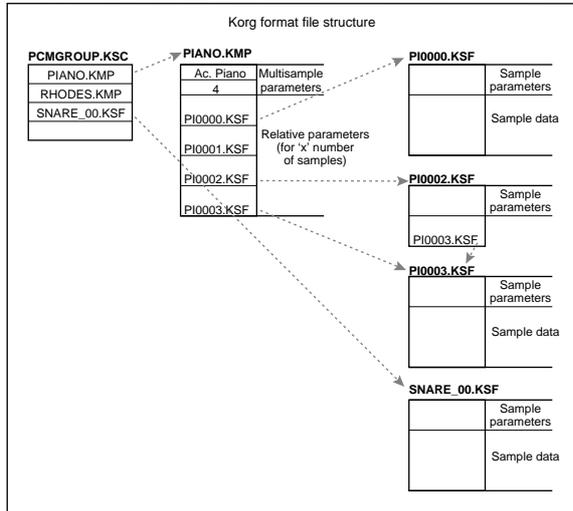 Korg format file structure
PCMGROUP.KSC
PIANO.KMP
RHODES.KMP
SNARE_00.KSF
PIANO.KMP
Ac. Piano
4
Multisample
parameters
PI0000.KSF
PI0001.KSF
PI0002.KSF
PI0003.KSF
Relative parameters
(for ‘x’ number
of samples)
PI0000.KSF
Sample
parameters
Sample data
PI0002.KSF
Sample
parameters
PI0003.KSF
PI0003.KSF
Sample
parameters
Sample data
SNARE_00.KSF
Sample
parameters
Sample data